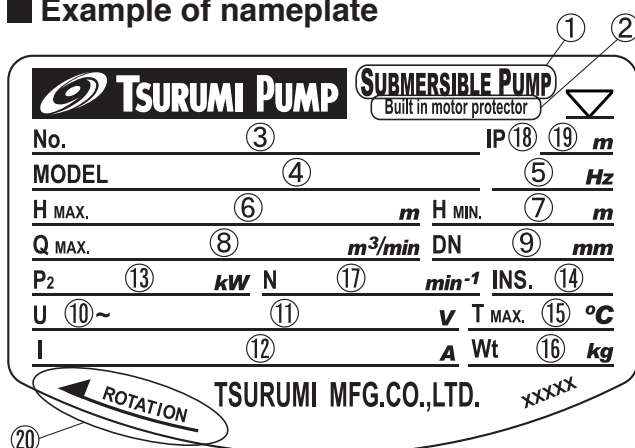 ■ Example of nameplate
① ②
TSURUMI PUMP SUBMERSIBLE PUMP
Built in motor protector
No. ③ IP ⑱ ⑲ m
MODEL ④ ⑤ Hz
H MAX. ⑥ m H MIN. ⑦ m
Q MAX. ⑧ m³/min DN ⑨ mm
P₂ ⑬ kW N ⑰ min⁻¹ INS. ⑭
U ⑩~ ⑪ V T MAX. ⑮ ºC
I ⑫ A Wt ⑯ kg
ROTATION TSURUMI MFG.CO.,LTD. XXXXX
⑳